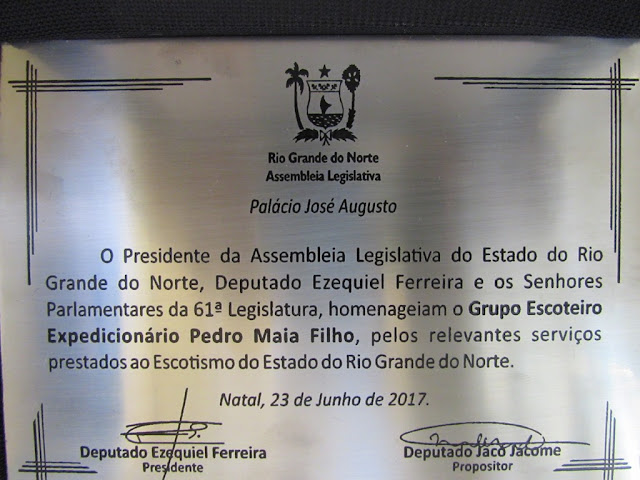 Rio Grande do Norte
Assembleia Legislativa
Palácio José Augusto
O Presidente da Assembleia Legislativa do Estado do Rio
Grande do Norte, Deputado Ezequiel Ferreira e os Senhores
Parlamentares da 61ª Legislatura, homenageiam o Grupo Escoteiro
Expedicionário Pedro Maia Filho, pelos relevantes serviços
prestados ao Escotismo do Estado do Rio Grande do Norte.
Natal, 23 de Junho de 2017.
Deputado Ezequiel Ferreira
Presidente
Deputado Jacó Jácome
Propositor